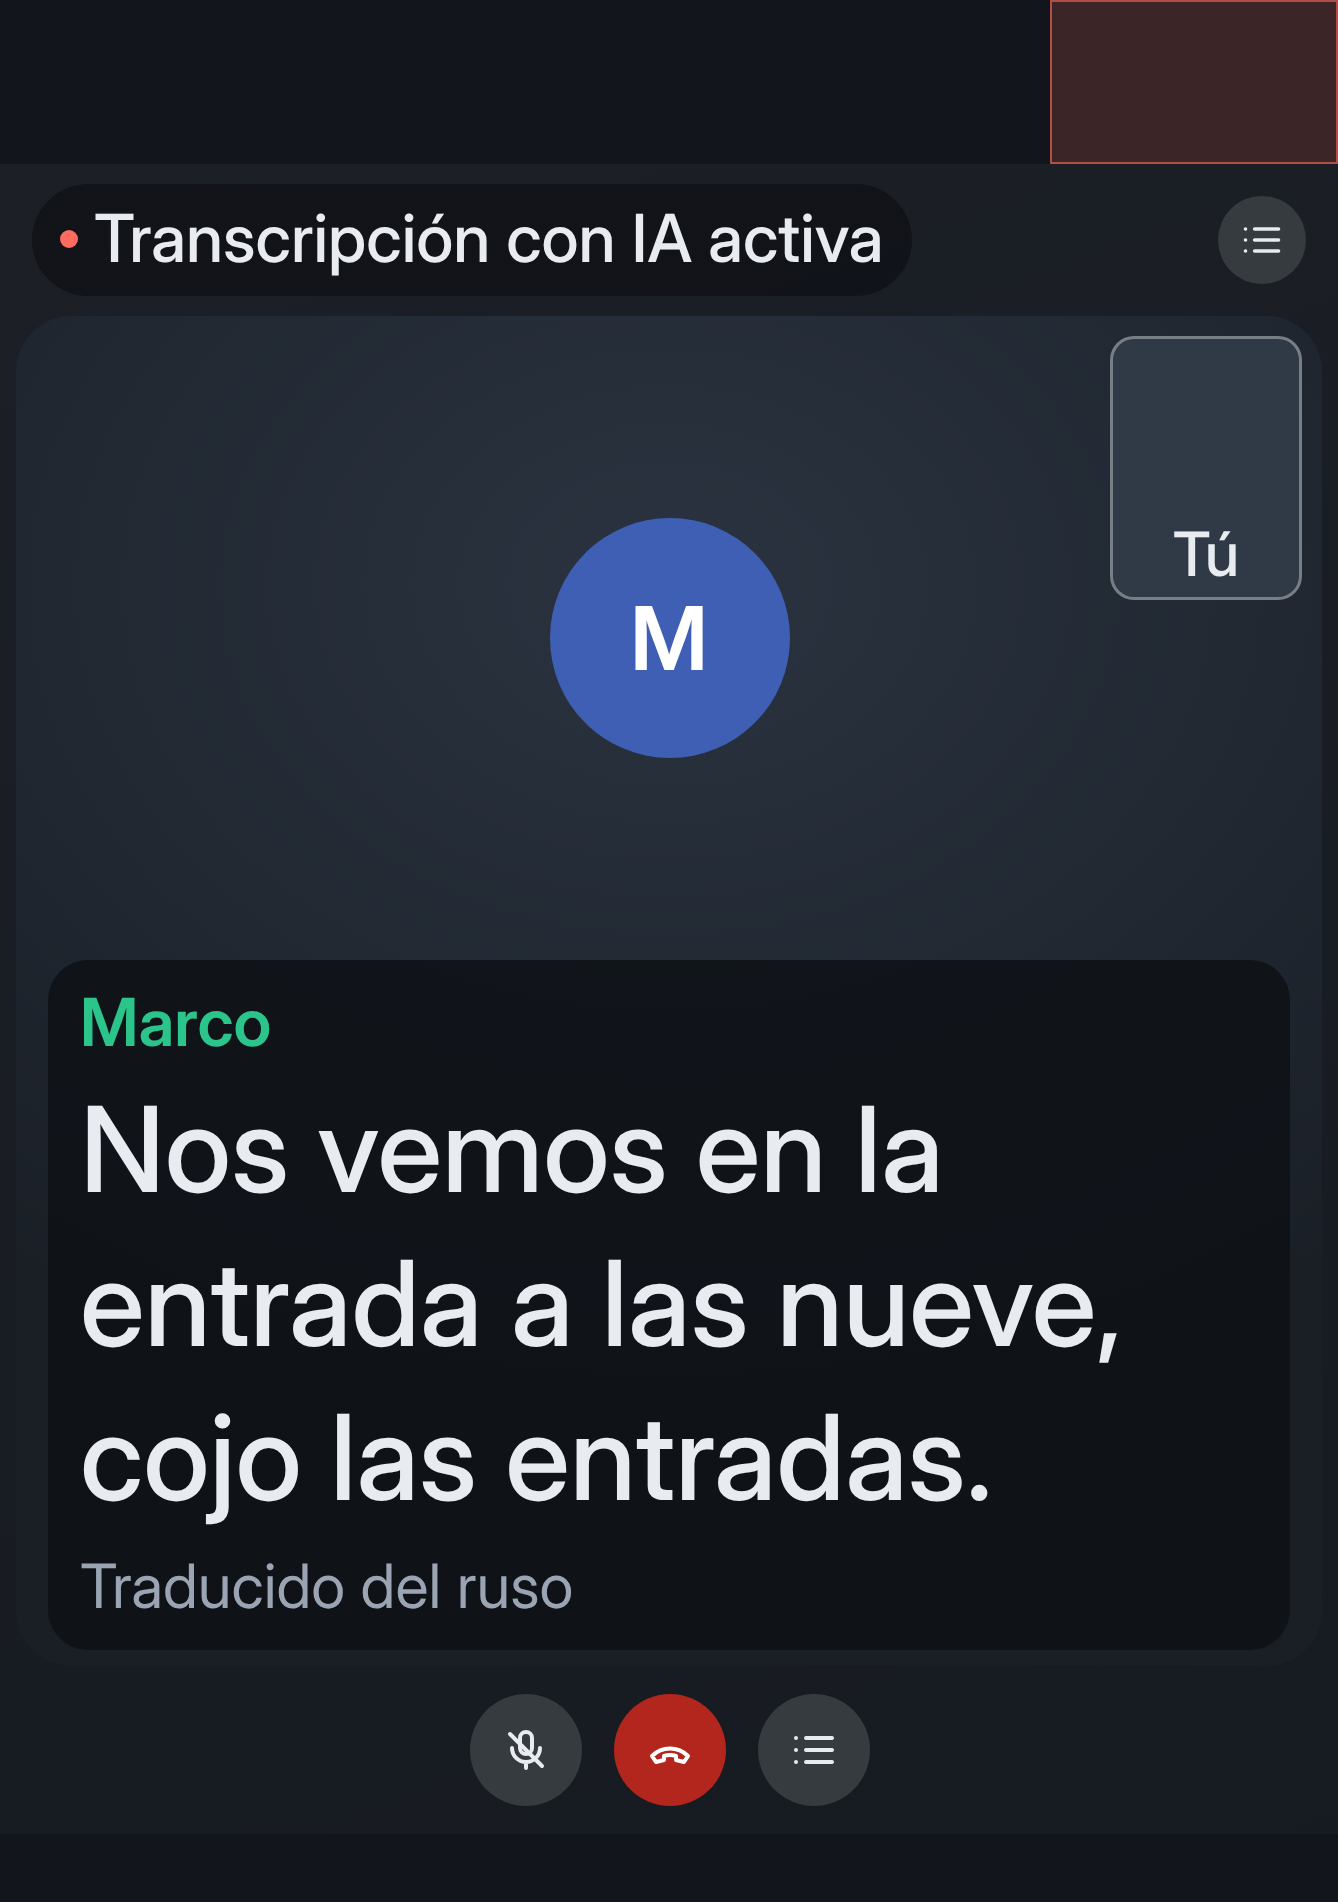 Transcripción con IA activa
Tú
M
Marco
Nos vemos en la
entrada a las nueve,
cojo las entradas.
Traducido del ruso